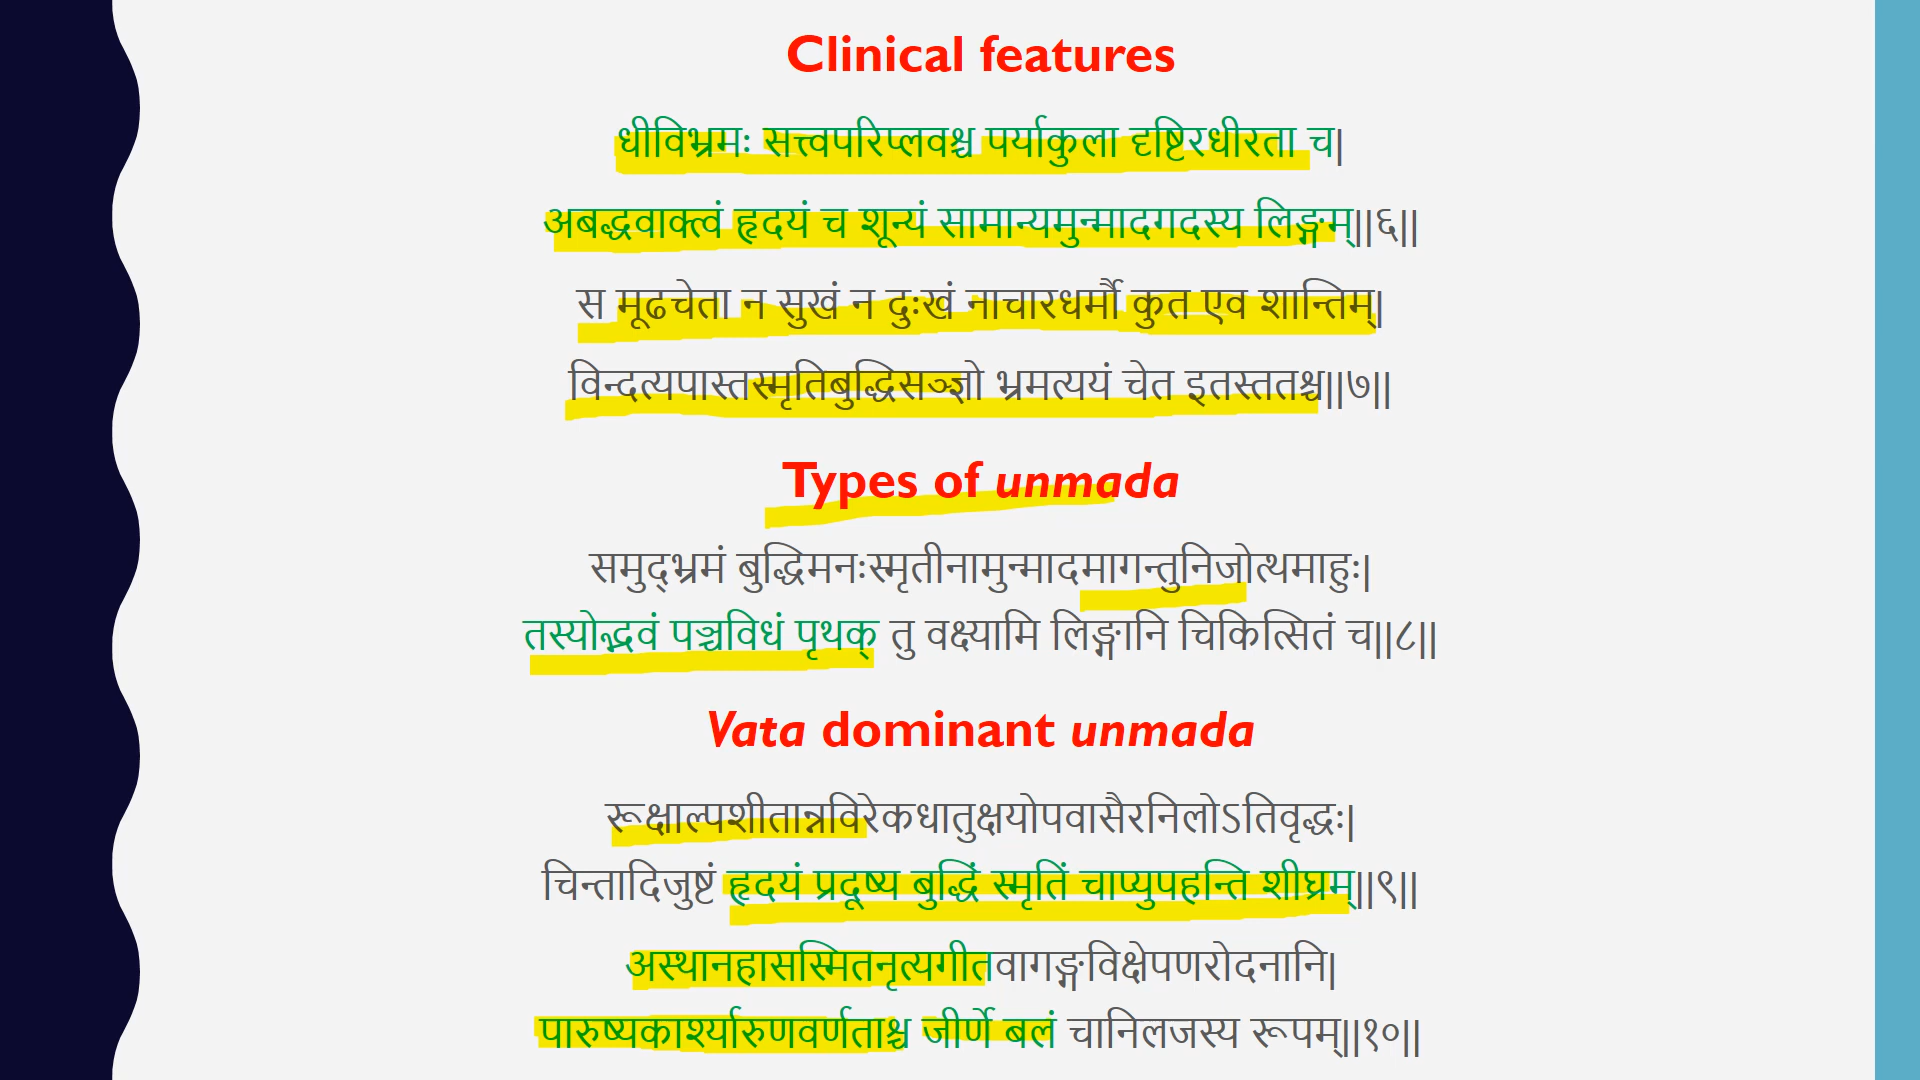 Clinical features
धीविभ्रमः सत्त्वपरिप्लवश्च पर्याकुला दृष्टिरधीरता च|
अबद्धवाक्त्वं हृदयं च शून्यं सामान्यमुन्मादगदस्य लिङ्गम्||६||
स मूढचेता न सुखं न दुःखं नाचारधर्मौ कुत एव शान्तिम्|
विन्दत्यपास्तस्मृतिबुद्धिसञ्ज्ञो भ्रमत्ययं चेत इतस्ततश्च||७||
Types of unmada
समुद्भ्रमं बुद्धिमनःस्मृतीनामुन्मादमागन्तुनिजोत्थमाहुः|
तस्योद्भवं पञ्चविधं पृथक् तु वक्ष्यामि लिङ्गानि चिकित्सितं च||८||
Vata dominant unmada
रूक्षाल्पशीतान्नविरेकधातुक्षयोपवासैरनिलोऽतिवृद्धः|
चिन्तादिजुष्टं हृदयं प्रदूष्य बुद्धिं स्मृतिं चाप्युपहन्ति शीघ्रम्||९||
अस्थानहासस्मितनृत्यगीतवागङ्गविक्षेपणरोदनानि|
पारुष्यकार्श्यारुणवर्णताश्च जीर्णे बलं चानिलजस्य रूपम्||१०||